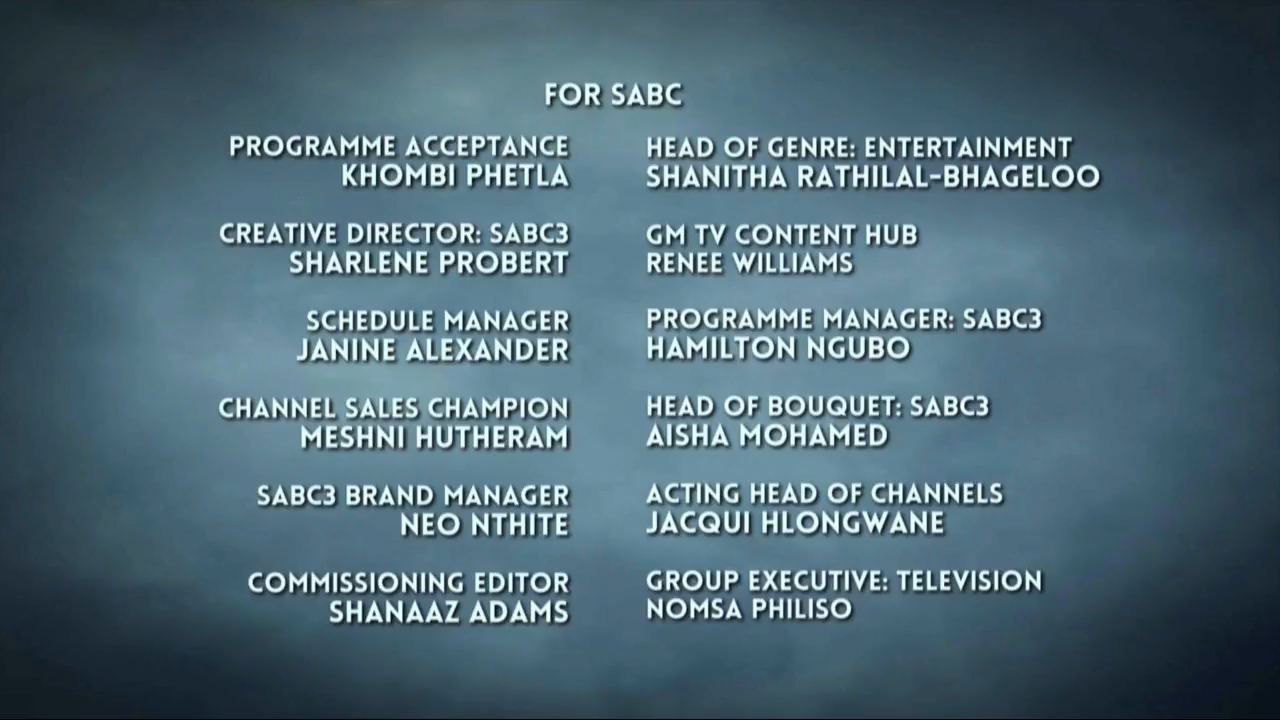 FOR SABC
PROGRAMME ACCEPTANCE
KHOMBI PHETLA
CREATIVE DIRECTOR: SABC3
SHARLENE PROBERT
SCHEDULE MANAGER
JANINE ALEXANDER
CHANNEL SALES CHAMPION
MESHNI HUTHERAM
SABC3 BRAND MANAGER
NEO NTHITE
COMMISSIONING EDITOR
SHANAAZ ADAMS
HEAD OF GENRE: ENTERTAINMENT
SHANITHA RATHILAL-BHAGELOO
GM TV CONTENT HUB
RENEE WILLIAMS
PROGRAMME MANAGER: SABC3
HAMILTON NGUBO
HEAD OF BOUQUET: SABC3
AISHA MOHAMED
ACTING HEAD OF CHANNELS
JACQUI HLONGWANE
GROUP EXECUTIVE: TELEVISION
NOMSA PHILISO